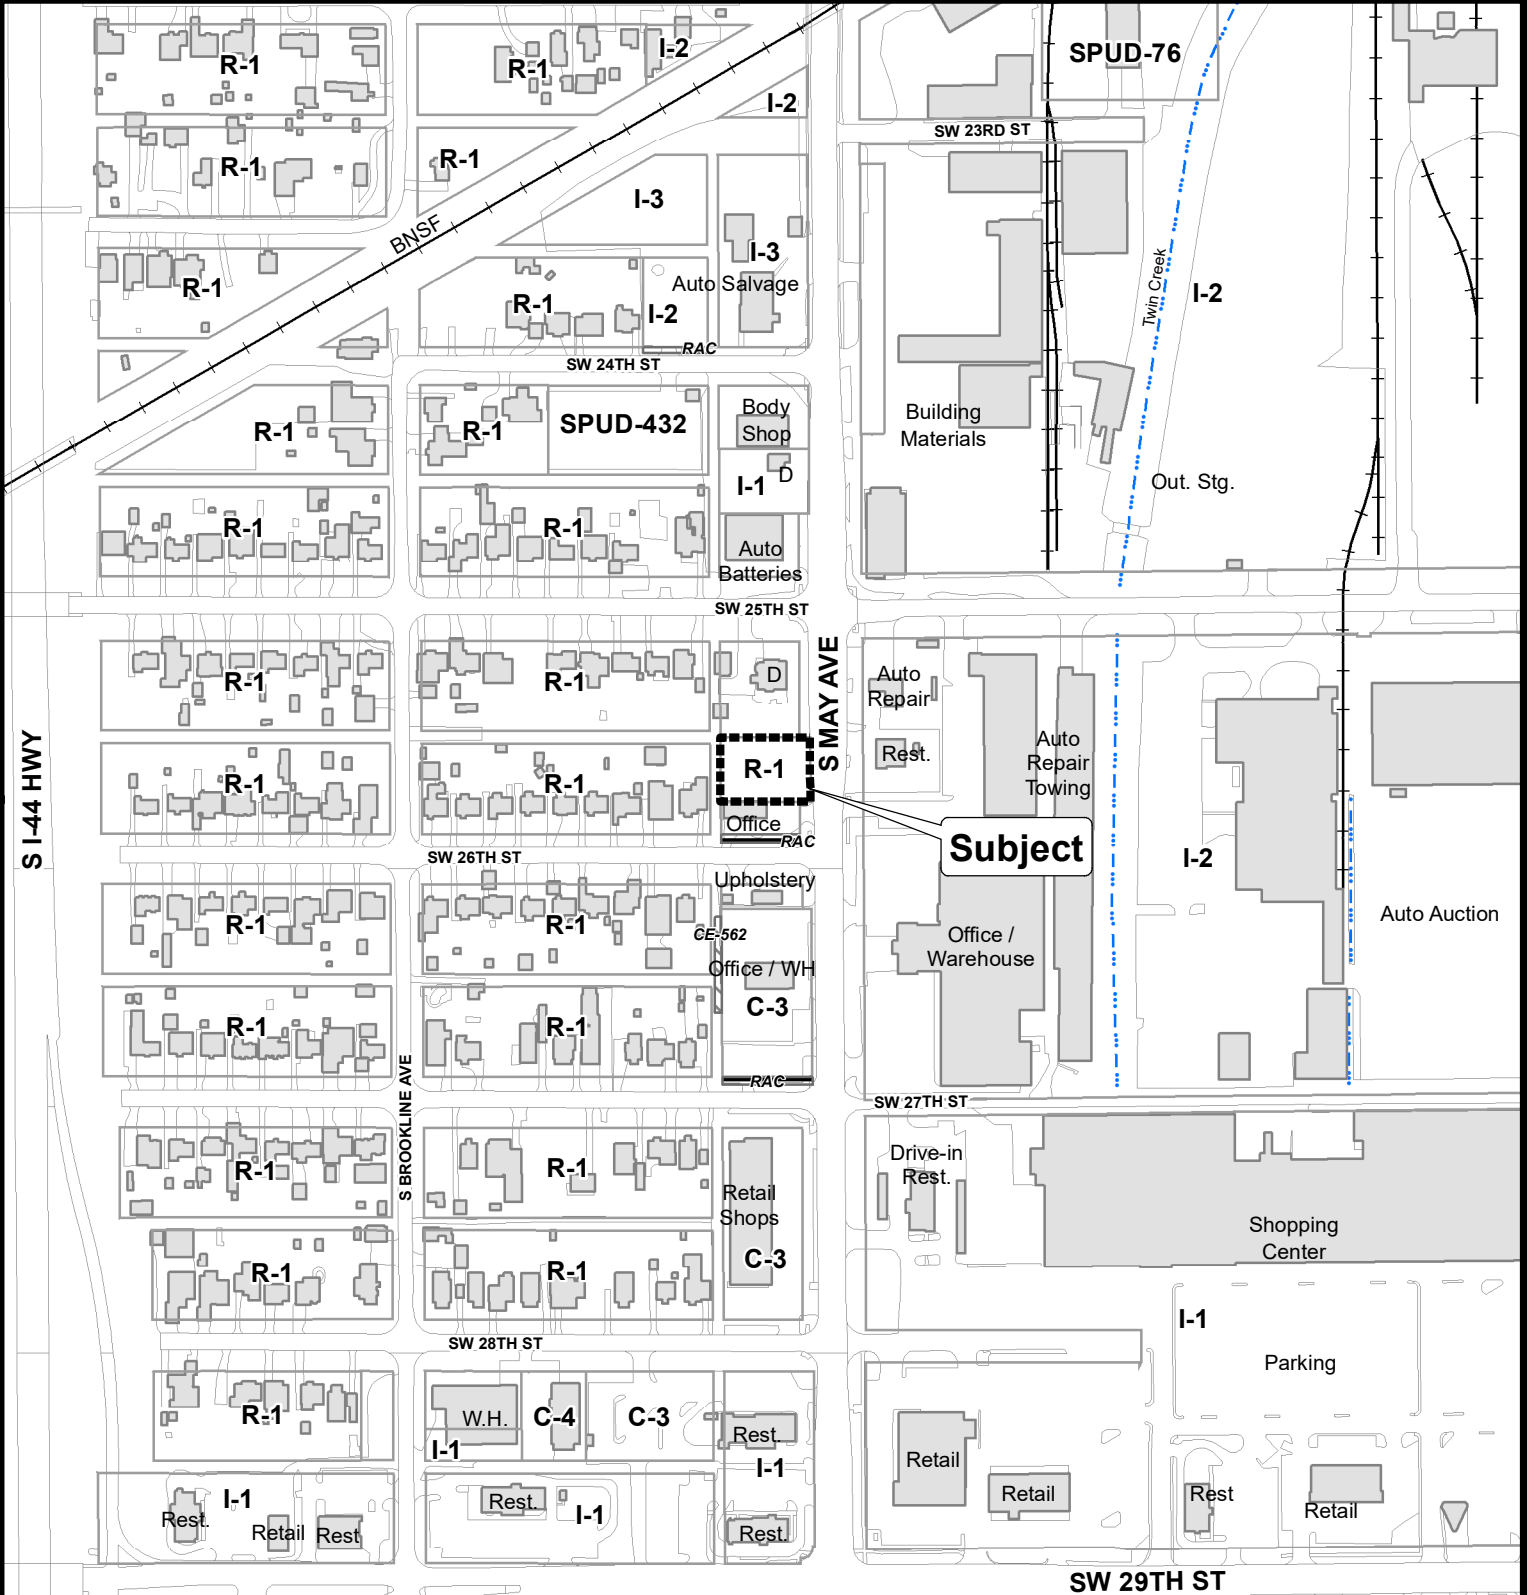 R-1
R-1
I-2
SPUD-76
I-2
SW 23RD ST
R-1
R-1
I-3
BNSF
I-3
Auto Salvage
R-1
R-1
I-2
Twin Creek
I-2
RAC
SW 24TH ST
R-1
R-1
SPUD-432
Body
Shop
Building
Materials
I-1
D
Out. Stg.
R-1
R-1
Auto
Batteries
SW 25TH ST
R-1
R-1
D
S MAY AVE
Auto
Repair
S I-44 HWY
R-1
R-1
R-1
Rest.
Auto
Repair
Towing
Office
RAC
Subject
SW 26TH ST
I-2
Upholstery
R-1
R-1
CE-562
Office /
Warehouse
Auto Auction
Office / WH
C-3
R-1
R-1
RAC
S BROOKLINE AVE
SW 27TH ST
R-1
R-1
Drive-in
Rest.
Retail
Shops
Shopping
Center
C-3
R-1
R-1
I-1
SW 28TH ST
Parking
R-1
W.H.
C-4
C-3
Rest.
I-1
I-1
Retail
Rest.
I-1
Retail
Rest
Rest.
I-1
Rest.
Retail
Rest
Retail
SW 29TH ST